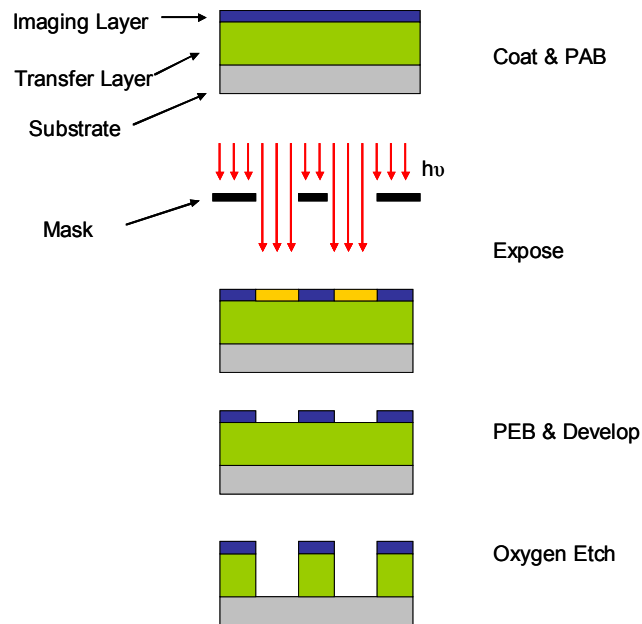 Imaging Layer
Transfer Layer
Coat & PAB
Substrate
hυ
Mask
Expose
PEB & Develop
Oxygen Etch